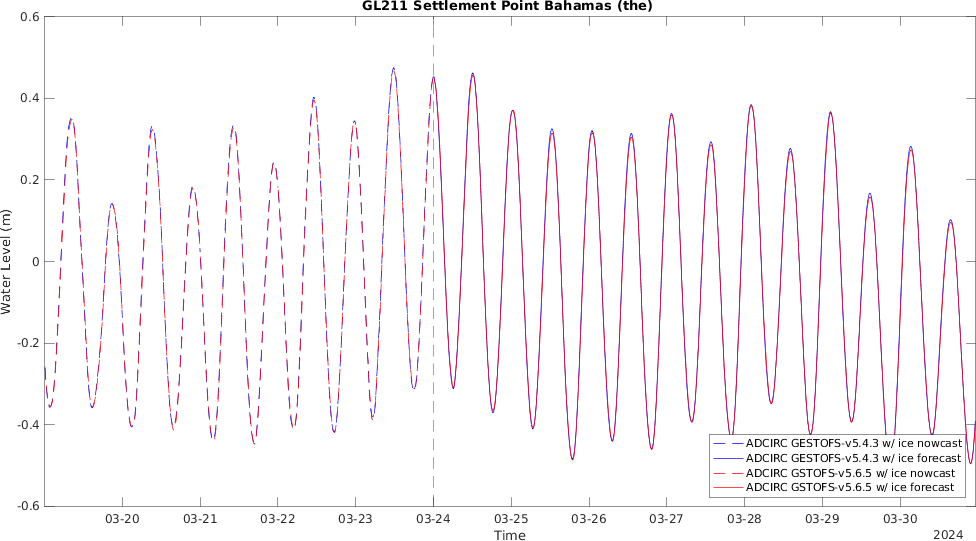 GL211 Settlement Point Bahamas (the)
0.6
0.4
0.2
0
-0.2
-0.4
-0.6
Water Level (m)
ADCIRC GESTOFS-v5.4.3 w/ ice nowcast
ADCIRC GESTOFS-v5.4.3 w/ ice forecast
ADCIRC GSTOFS-v5.6.5 w/ ice nowcast
ADCIRC GSTOFS-v5.6.5 w/ ice forecast
03-20 03-21 03-22 03-23 03-24 03-25 03-26 03-27 03-28 03-29 03-30
Time
2024